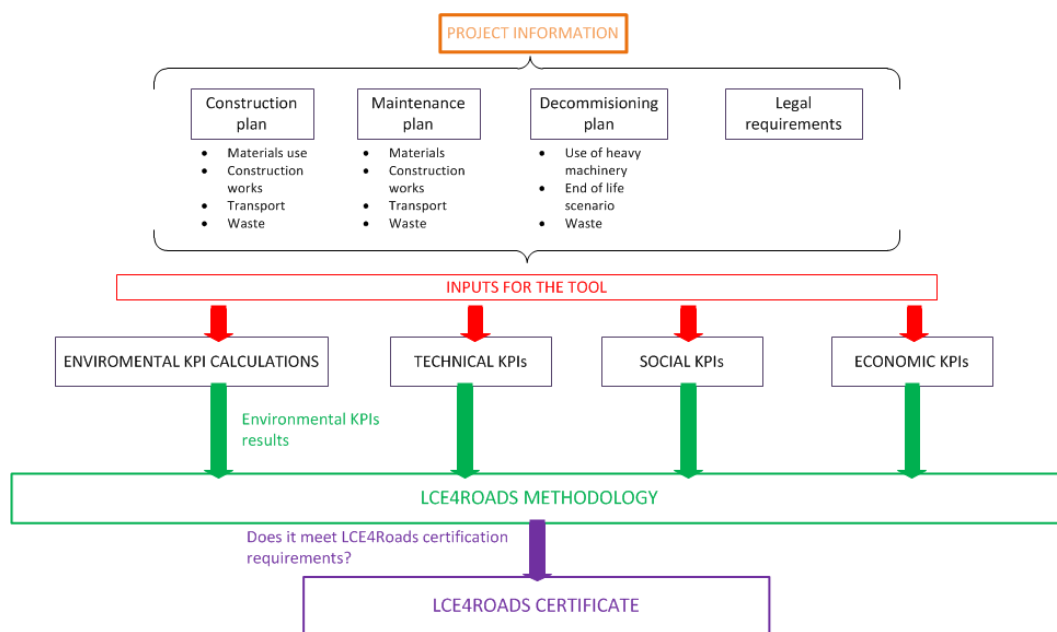 PROJECT INFORMATION
Construction
plan
Maintenance
plan
Decommisioning
plan
Legal
requirements
• Materials use
• Construction
works
• Transport
• Waste
• Materials
• Construction
works
• Transport
• Waste
• Use of heavy
machinery
• End of life
scenario
• Waste
INPUTS FOR THE TOOL
ENVIROMENTAL KPI CALCULATIONS
TECHNICAL KPIs
SOCIAL KPIs
ECONOMIC KPIs
Environmental KPIs
results
LCE4ROADS METHODOLOGY
Does it meet LCE4Roads certification
requirements?
LCE4ROADS CERTIFICATE